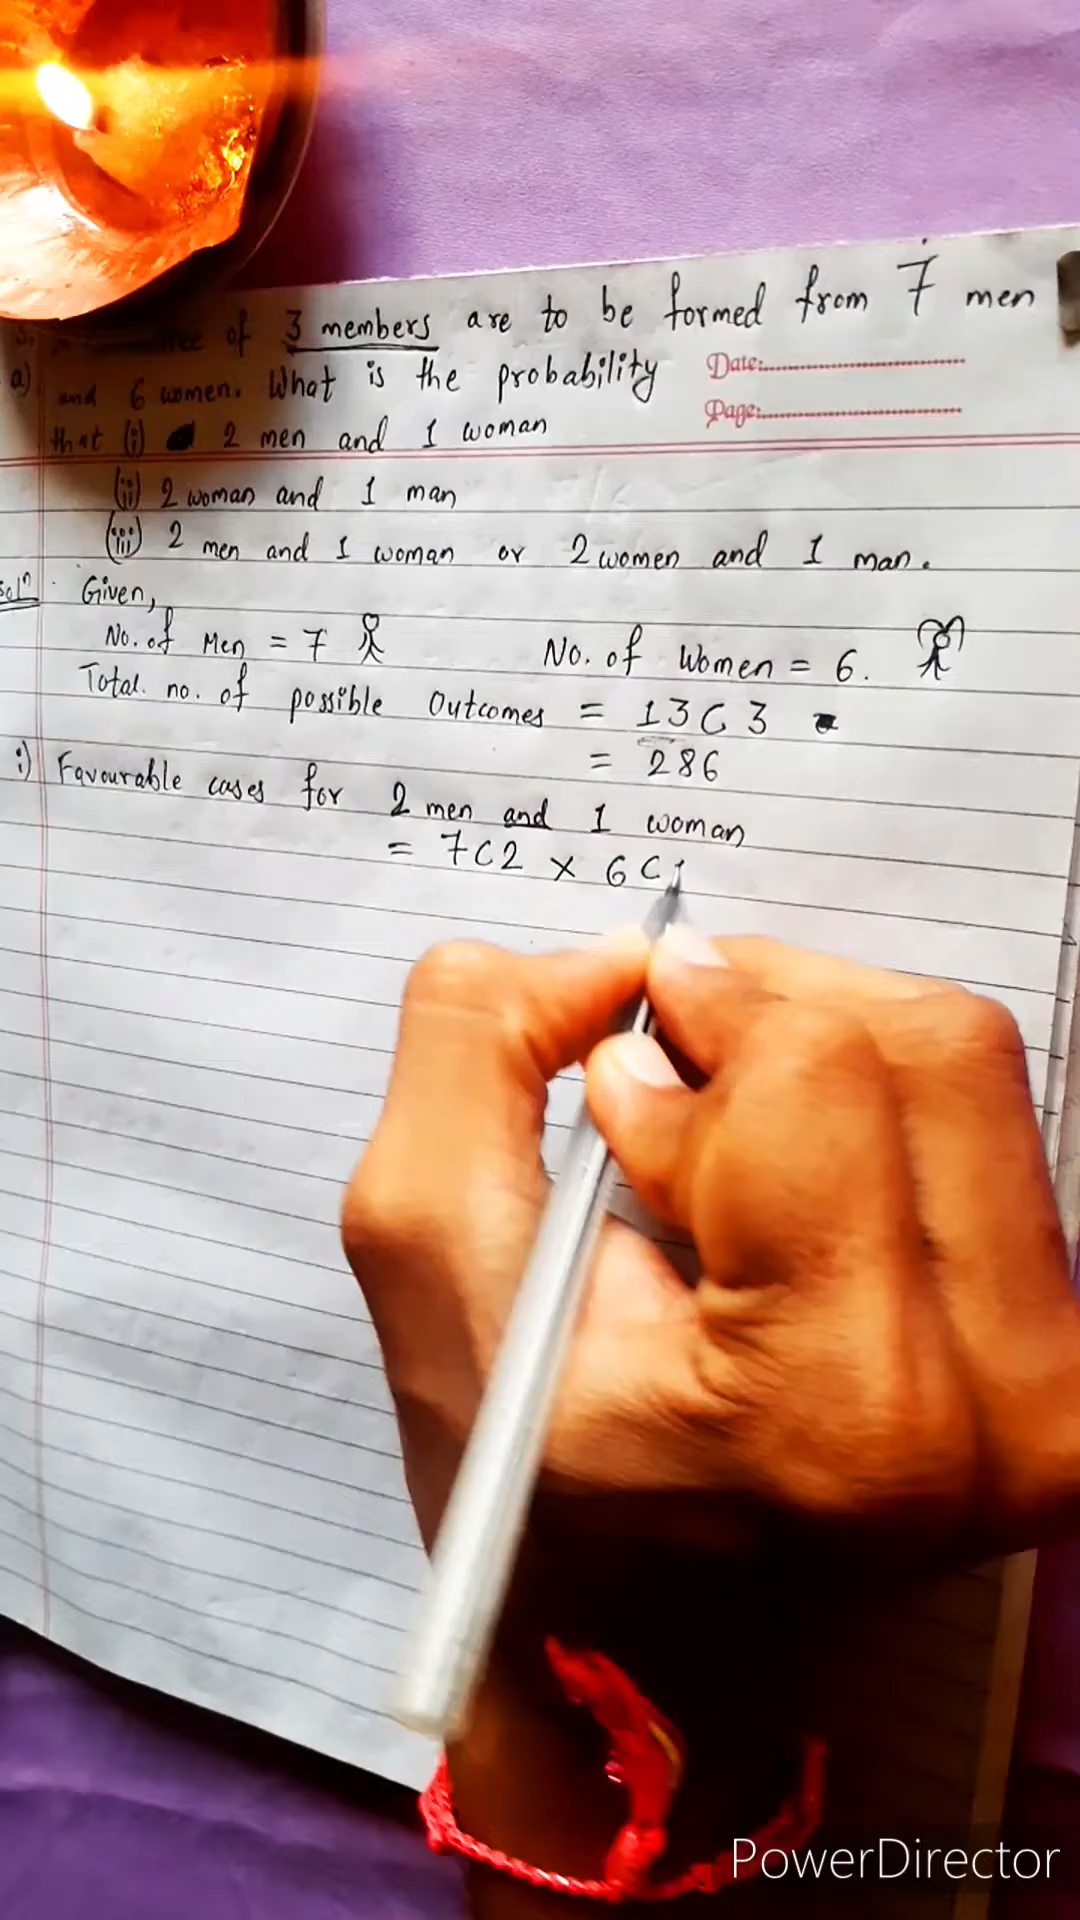 of 3 members are to be formed from 7 men
a) and 6 women. What is the probability
Date:
Page:
that (i) 2 men and 1 woman
(ii) 2 woman and 1 man
(iii) 2 men and 1 woman or 2 women and 1 man.
Solⁿ Given,
No. of Men = 7 No. of Women = 6.
Total. no. of possible Outcomes = 13C3
= 286
i) Favourable cases for 2 men and 1 woman
= 7C2 × 6C1
PowerDirector